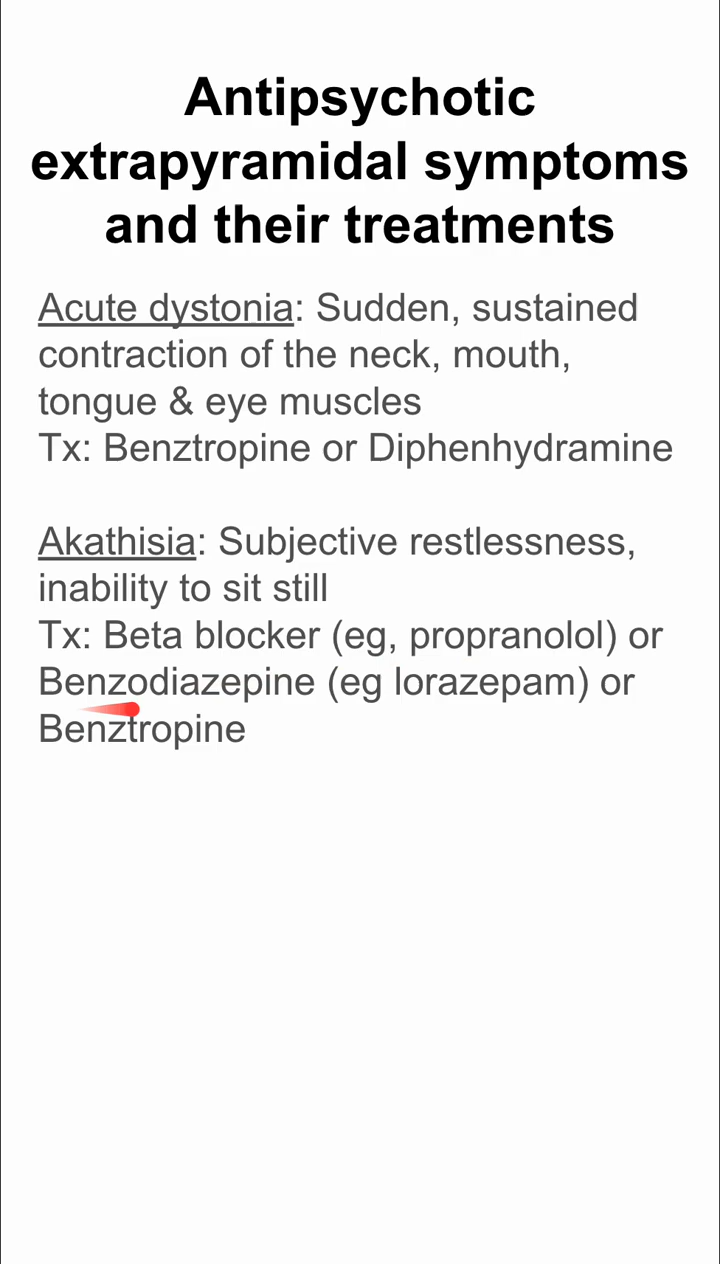 Antipsychotic
extrapyramidal symptoms
and their treatments
Acute dystonia: Sudden, sustained
contraction of the neck, mouth,
tongue & eye muscles
Tx: Benztropine or Diphenhydramine
Akathisia: Subjective restlessness,
inability to sit still
Tx: Beta blocker (eg, propranolol) or
Benzodiazepine (eg lorazepam) or
Benztropine